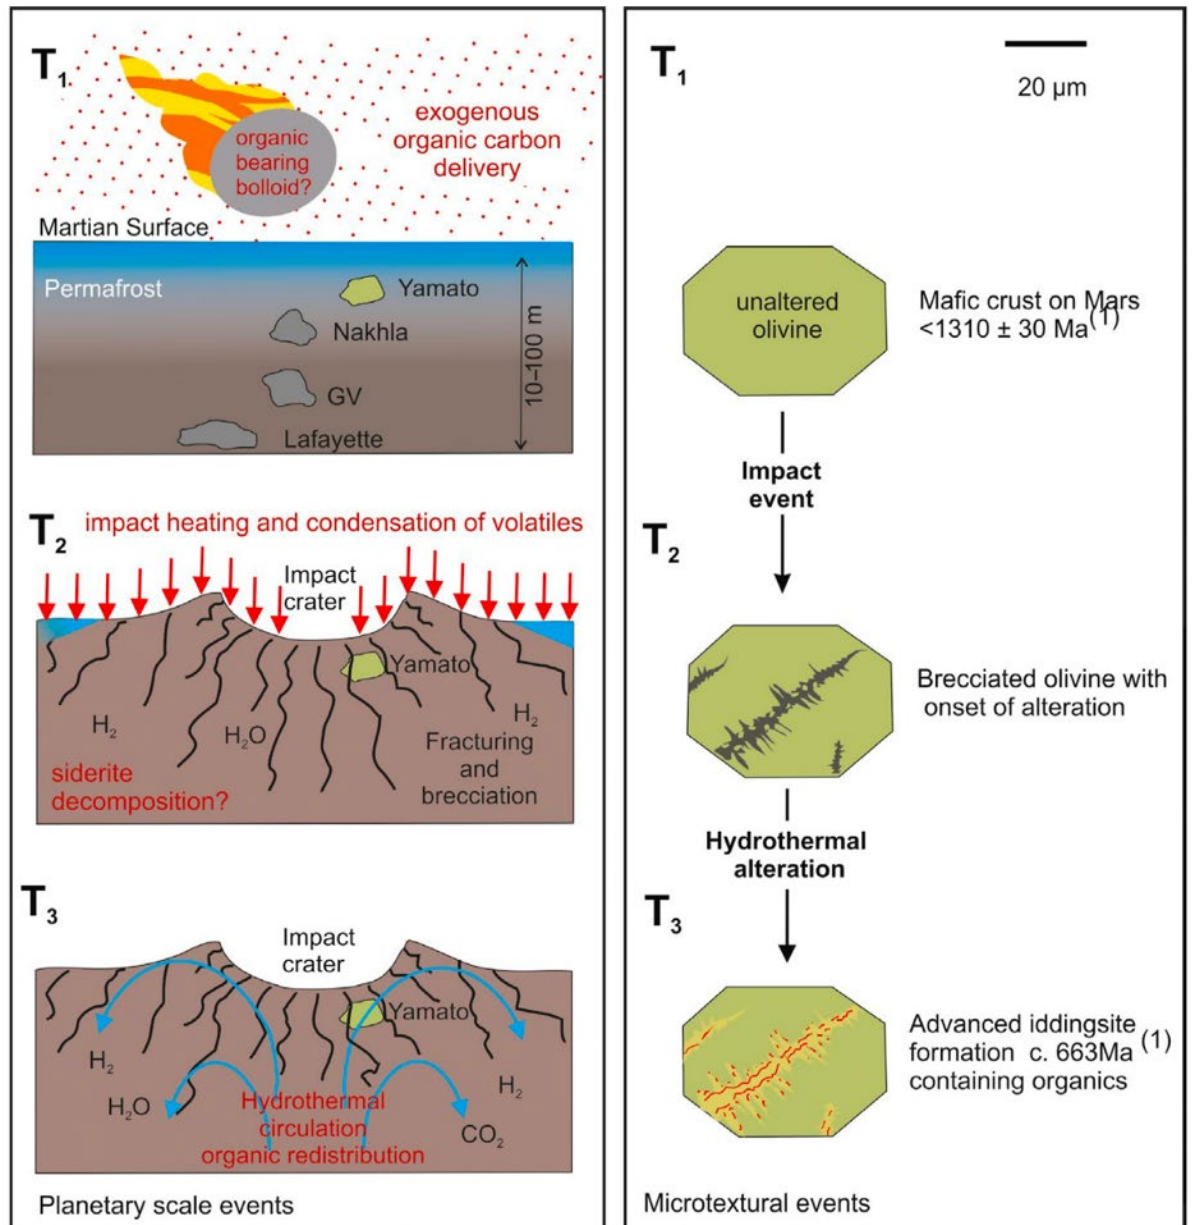 T1
organic
bearing
bolloid?
exogenous
organic carbon
delivery
Martian Surface
Permafrost
Yamato
Nakhla
GV
Lafayette
10-100 m
T2
impact heating and condensation of volatiles
Impact
crater
Yamato
H2
H2O
H2
Fracturing
and
brecciation
siderite
decomposition?
T3
Impact
crater
Yamato
H2
H2
H2O
CO2
Hydrothermal
circulation
organic redistribution
Planetary scale events
T1
20 µm
unaltered
olivine
Mafic crust on Mars
<1310 ± 30 Ma(1)
Impact
event
T2
Brecciated olivine with
onset of alteration
Hydrothermal
alteration
T3
Advanced iddingsite
formation c. 663Ma (1)
containing organics
Microtextural events